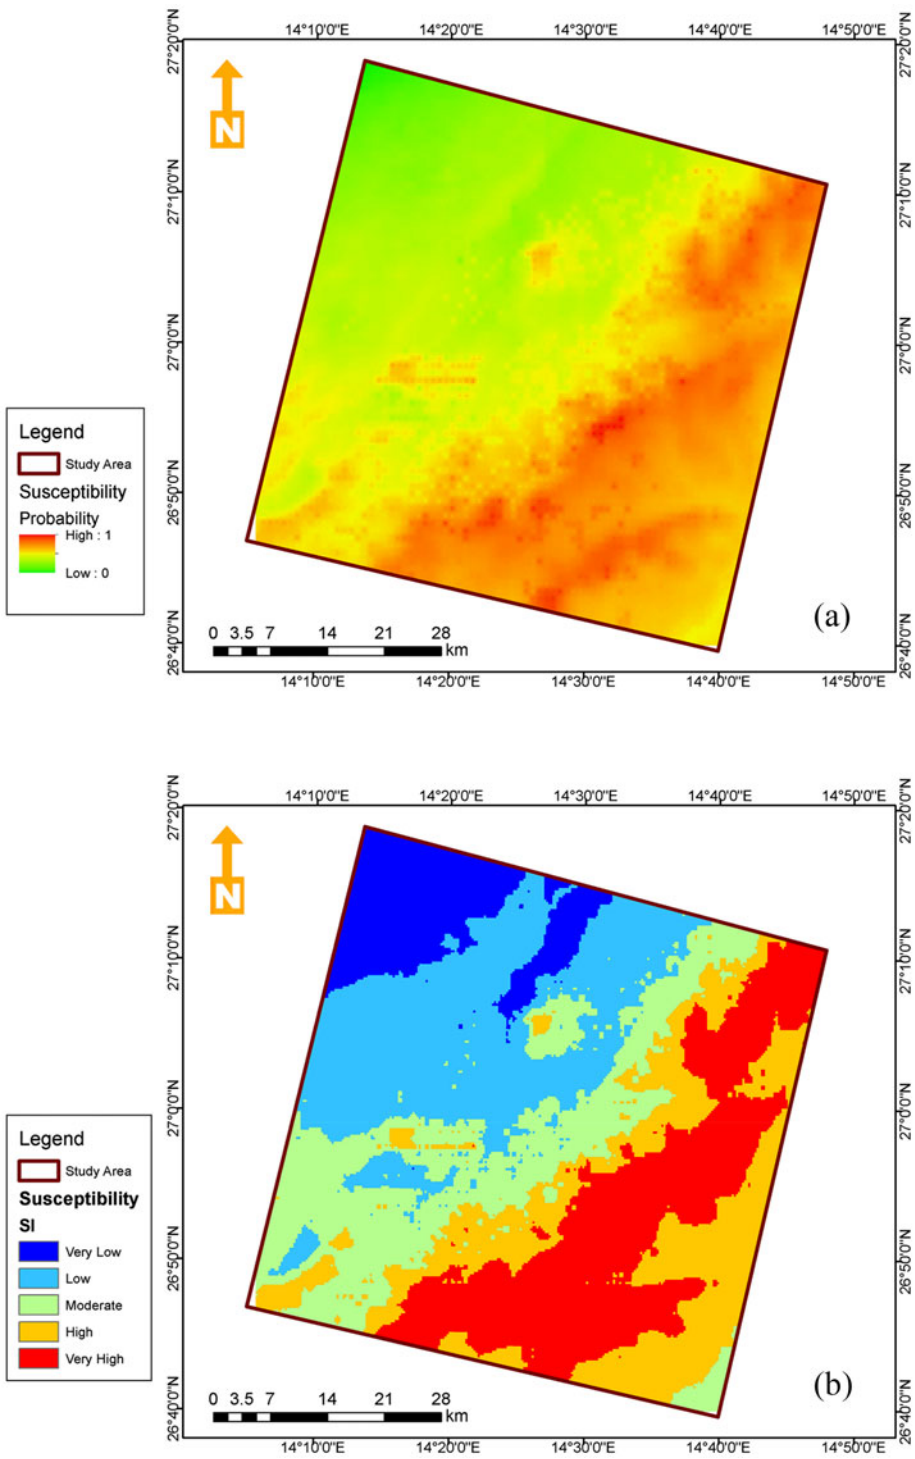 14°10'0"E 14°20'0"E 14°30'0"E 14°40'0"E 14°50'0"E
27°20'0"N 27°20'0"N
N
27°10'0"N 27°10'0"N
27°0'0"N 27°0'0"N
Legend
Study Area
Susceptibility
Probability
High : 1
Low : 0
26°50'0"N 26°50'0"N
(a)
26°40'0"N 26°40'0"N
0 3.5 7 14 21 28
km
14°10'0"E 14°20'0"E 14°30'0"E 14°40'0"E 14°50'0"E
14°10'0"E 14°20'0"E 14°30'0"E 14°40'0"E 14°50'0"E
27°20'0"N 27°20'0"N
N
27°10'0"N 27°10'0"N
27°0'0"N 27°0'0"N
Legend
Study Area
Susceptibility
SI
Very Low
Low
Moderate
High
Very High
26°50'0"N 26°50'0"N
(b)
26°40'0"N 26°40'0"N
0 3.5 7 14 21 28
km
14°10'0"E 14°20'0"E 14°30'0"E 14°40'0"E 14°50'0"E